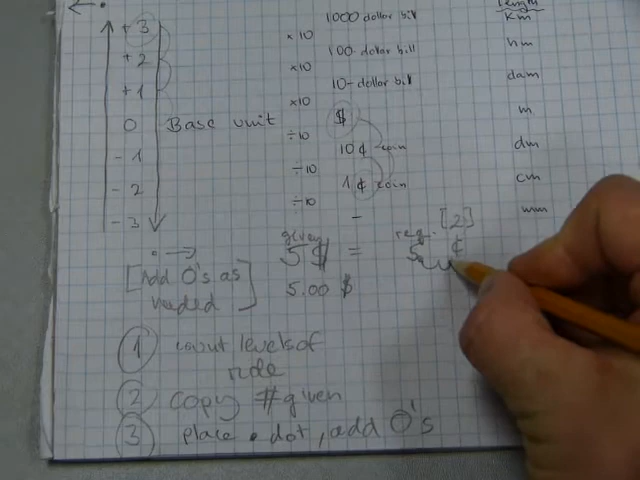 length
1000 dollar bill km
+3
×10
hm
+2 100-dollar bill
×10
+1 10-dollar bill dam
×10
0 Base unit $ m
÷10
-1 10¢ coin dm
÷10
-2 1¢ coin cm
÷10
-3 - mm
given req. [2]
5$ = 5 ¢
[Add 0's as needed] 5.00 $
① count levels of
② copy # given
③ place • dot, add 0's